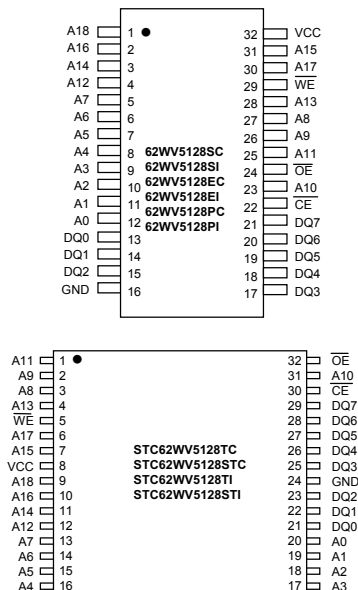 A18 1 32 VCC
A16 2 31 A15
A14 3 30 A17
A12 4 29 WE
A7 5 28 A13
A6 6 27 A8
A5 7 26 A9
A4 8 62WV5128SC 25 A11
A3 9 62WV5128SI 24 OE
A2 10 62WV5128EC 23 A10
A1 11 62WV5128EI 22 CE
A0 12 62WV5128PC 21 DQ7
DQ0 13 62WV5128PI 20 DQ6
DQ1 14 19 DQ5
DQ2 15 18 DQ4
GND 16 17 DQ3
A11 1 32 OE
A9 2 31 A10
A8 3 30 CE
A13 4 29 DQ7
WE 5 28 DQ6
A17 6 27 DQ5
A15 7 STC62WV5128TC 26 DQ4
VCC 8 STC62WV5128STC 25 DQ3
A18 9 STC62WV5128TI 24 GND
A16 10 STC62WV5128STI 23 DQ2
A14 11 22 DQ1
A12 12 21 DQ0
A7 13 20 A0
A6 14 19 A1
A5 15 18 A2
A4 16 17 A3